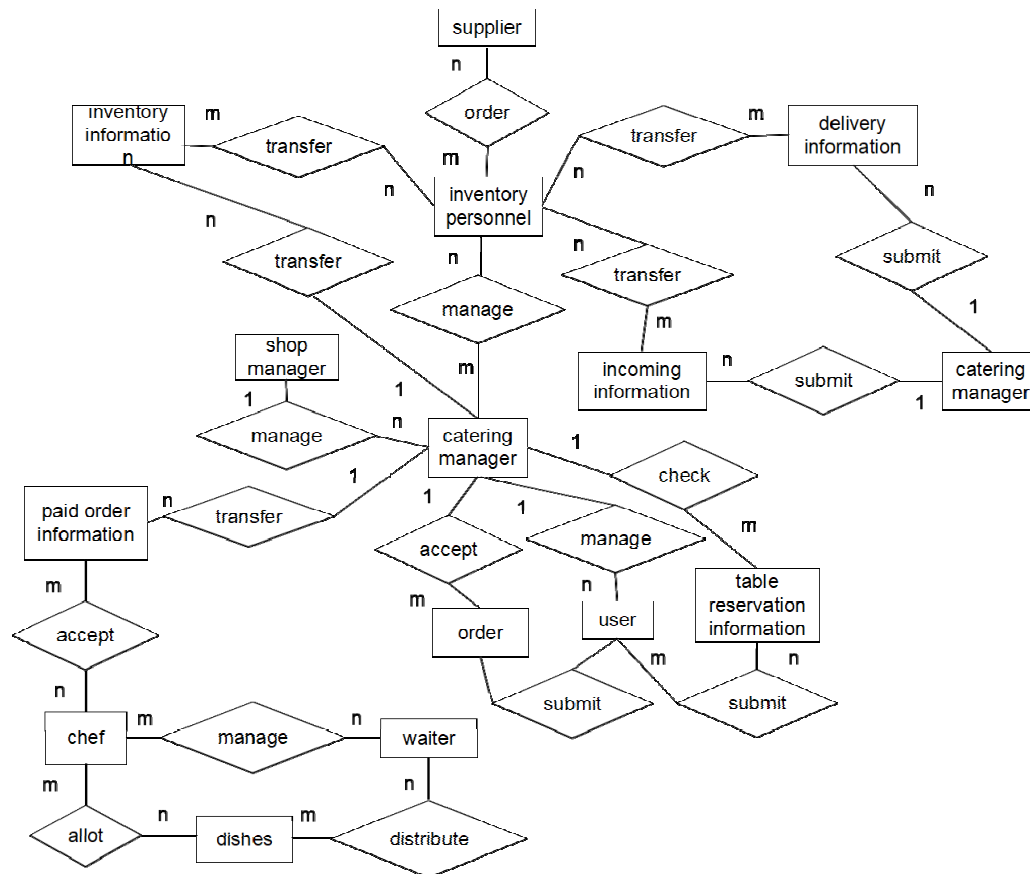 supplier
n
order
m
inventory
informatio
n
m
transfer
n
transfer
m
n
delivery
information
inventory
personnel
n
transfer
n
manage
m
n
transfer
m
n
submit
1
shop
manager
1
manage
n
1
catering
manager
incoming
information
n
submit
1
catering
manager
1
check
m
paid order
information
n
transfer
1
1
accept
m
1
manage
n
table
reservation
information
m
accept
n
order
user
submit
m
n
submit
chef
m
manage
n
waiter
m
allot
n
dishes
m
n
distribute